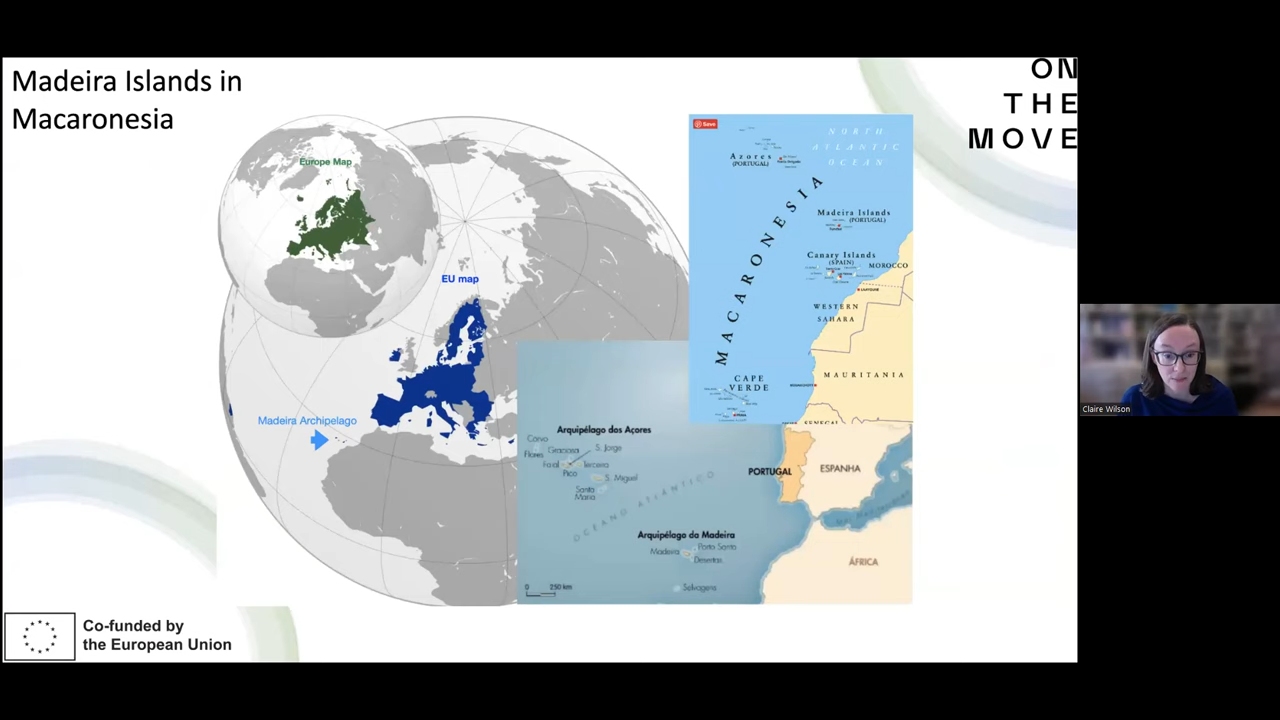 Madeira Islands in
Macaronesia
ON
THE
MOVE
Europe Map
EU map
Madeira Archipelago
Save
NORTH
ATLANTIC
OCEAN
Azores
(PORTUGAL)
MACARONESIA
Madeira Islands
(PORTUGAL)
Canary Islands
(SPAIN)
MOROCCO
WESTERN
SAHARA
MAURITANIA
CAPE
VERDE
SENEGAL
Arquipélago dos Açores
Corvo
Flores
Graciosa
S. Jorge
Faial
Terceira
Pico
S. Miguel
Santa
Maria
OCEANO ATLÂNTICO
PORTUGAL
ESPANHA
Arquipélago da Madeira
Madeira
Porto Santo
Desertas
ÁFRICA
0 250 km
Selvagens
Co-funded by
the European Union
Claire Wilson